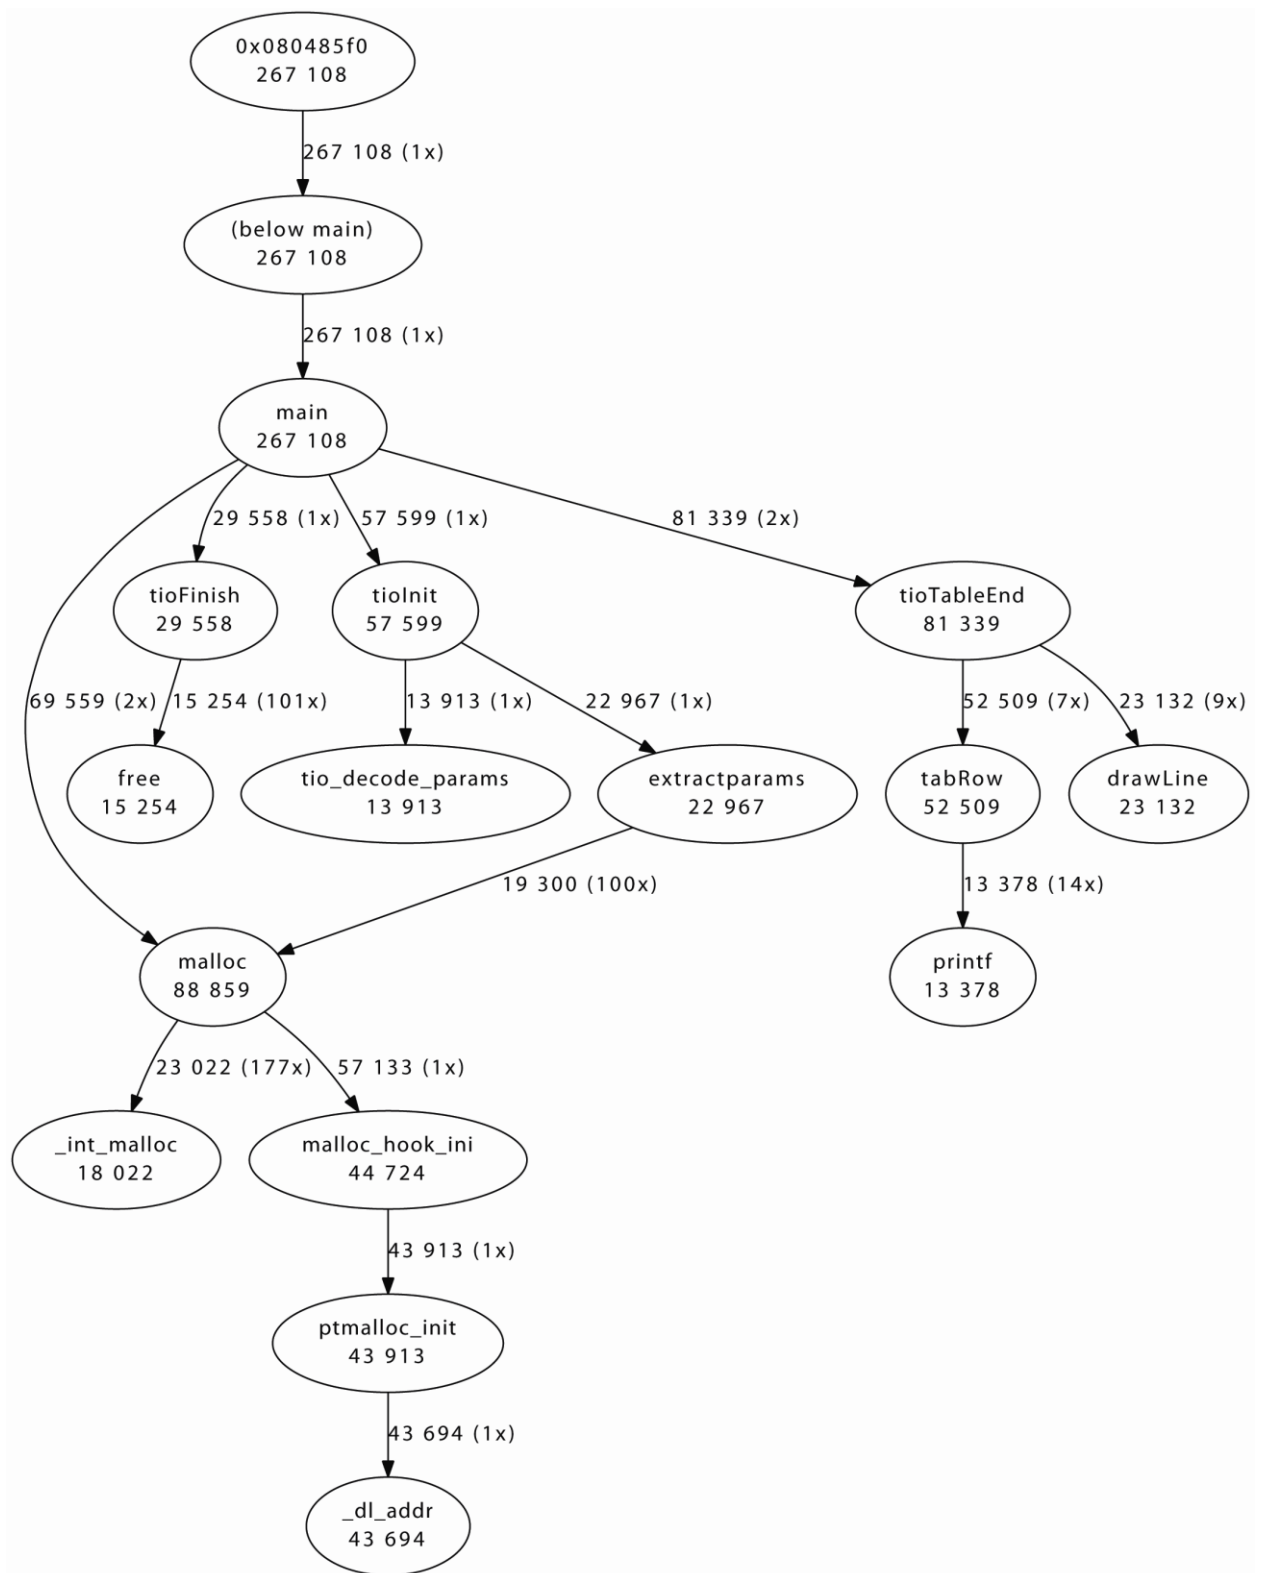 0x080485f0
267 108
267 108 (1x)
(below main)
267 108
267 108 (1x)
main
267 108
29 558 (1x)
57 599 (1x)
81 339 (2x)
tioFinish
29 558
tioInit
57 599
tioTableEnd
81 339
69 559 (2x)
15 254 (101x)
13 913 (1x)
22 967 (1x)
52 509 (7x)
23 132 (9x)
free
15 254
tio_decode_params
13 913
extractparams
22 967
tabRow
52 509
drawLine
23 132
19 300 (100x)
13 378 (14x)
malloc
88 859
printf
13 378
23 022 (177x)
57 133 (1x)
_int_malloc
18 022
malloc_hook_ini
44 724
43 913 (1x)
ptmalloc_init
43 913
43 694 (1x)
_dl_addr
43 694